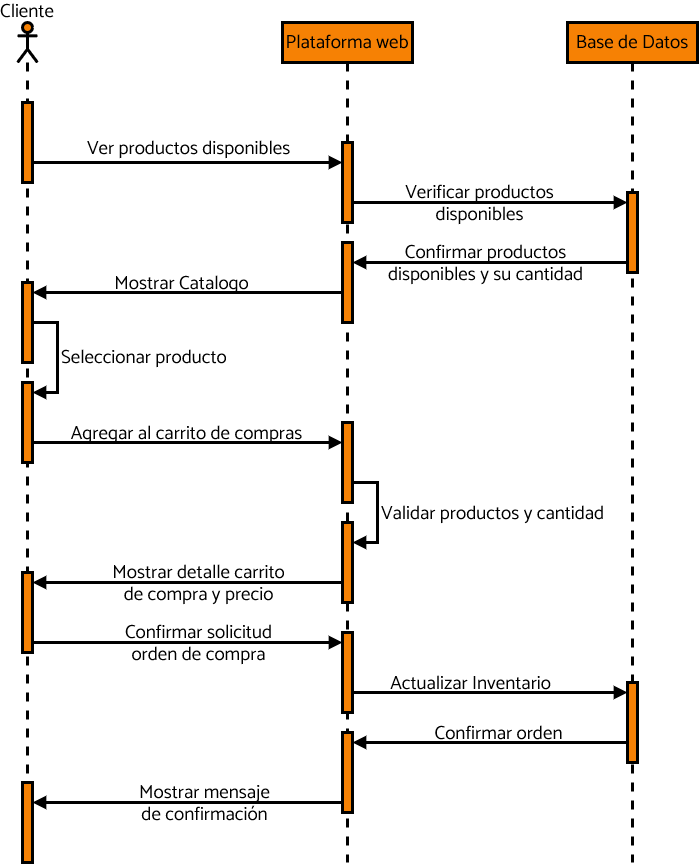 Cliente
Plataforma web
Base de Datos
Ver productos disponibles
Verificar productos
disponibles
Confirmar productos
disponibles y su cantidad
Mostrar Catalogo
Seleccionar producto
Agregar al carrito de compras
Validar productos y cantidad
Mostrar detalle carrito
de compra y precio
Confirmar solicitud
orden de compra
Actualizar Inventario
Confirmar orden
Mostrar mensaje
de confirmación